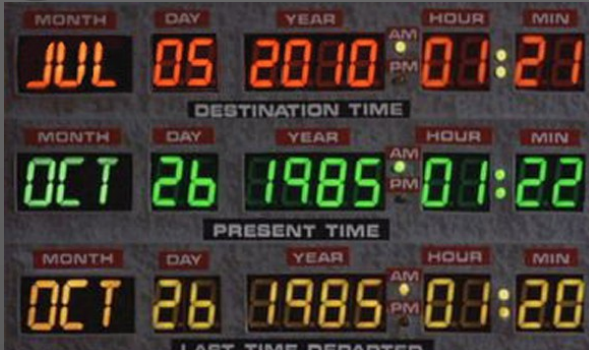 MONTH DAY YEAR HOUR MIN
JUL 05 2010 AM PM 01:21
DESTINATION TIME
MONTH DAY YEAR HOUR MIN
OCT 26 1985 AM PM 01:22
PRESENT TIME
MONTH DAY YEAR HOUR MIN
OCT 26 1985 AM PM 01:20
LAST TIME DEPARTED